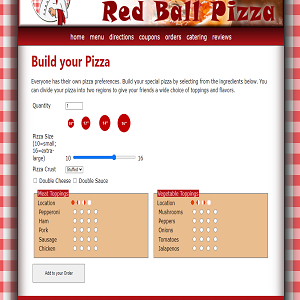 Red Ball Pizza
home menu directions coupons orders catering reviews
Build your Pizza
Everyone has their own pizza preferences. Build your special pizza by selecting from the ingredients below. You
can divide your pizza into two regions to give your friends a wide choice of toppings and flavors.
Quantity 1
10" 12" 14" 16"
Pizza Size
(10=small;
16=extra-
large) 10 16
Pizza Crust Stuffed
Double Cheese Double Sauce
Meat Toppings
Location
Pepperoni
Ham
Pork
Sausage
Chicken
Vegetable Toppings
Location
Mushrooms
Peppers
Onions
Tomatoes
Jalapenos
Add to your Order